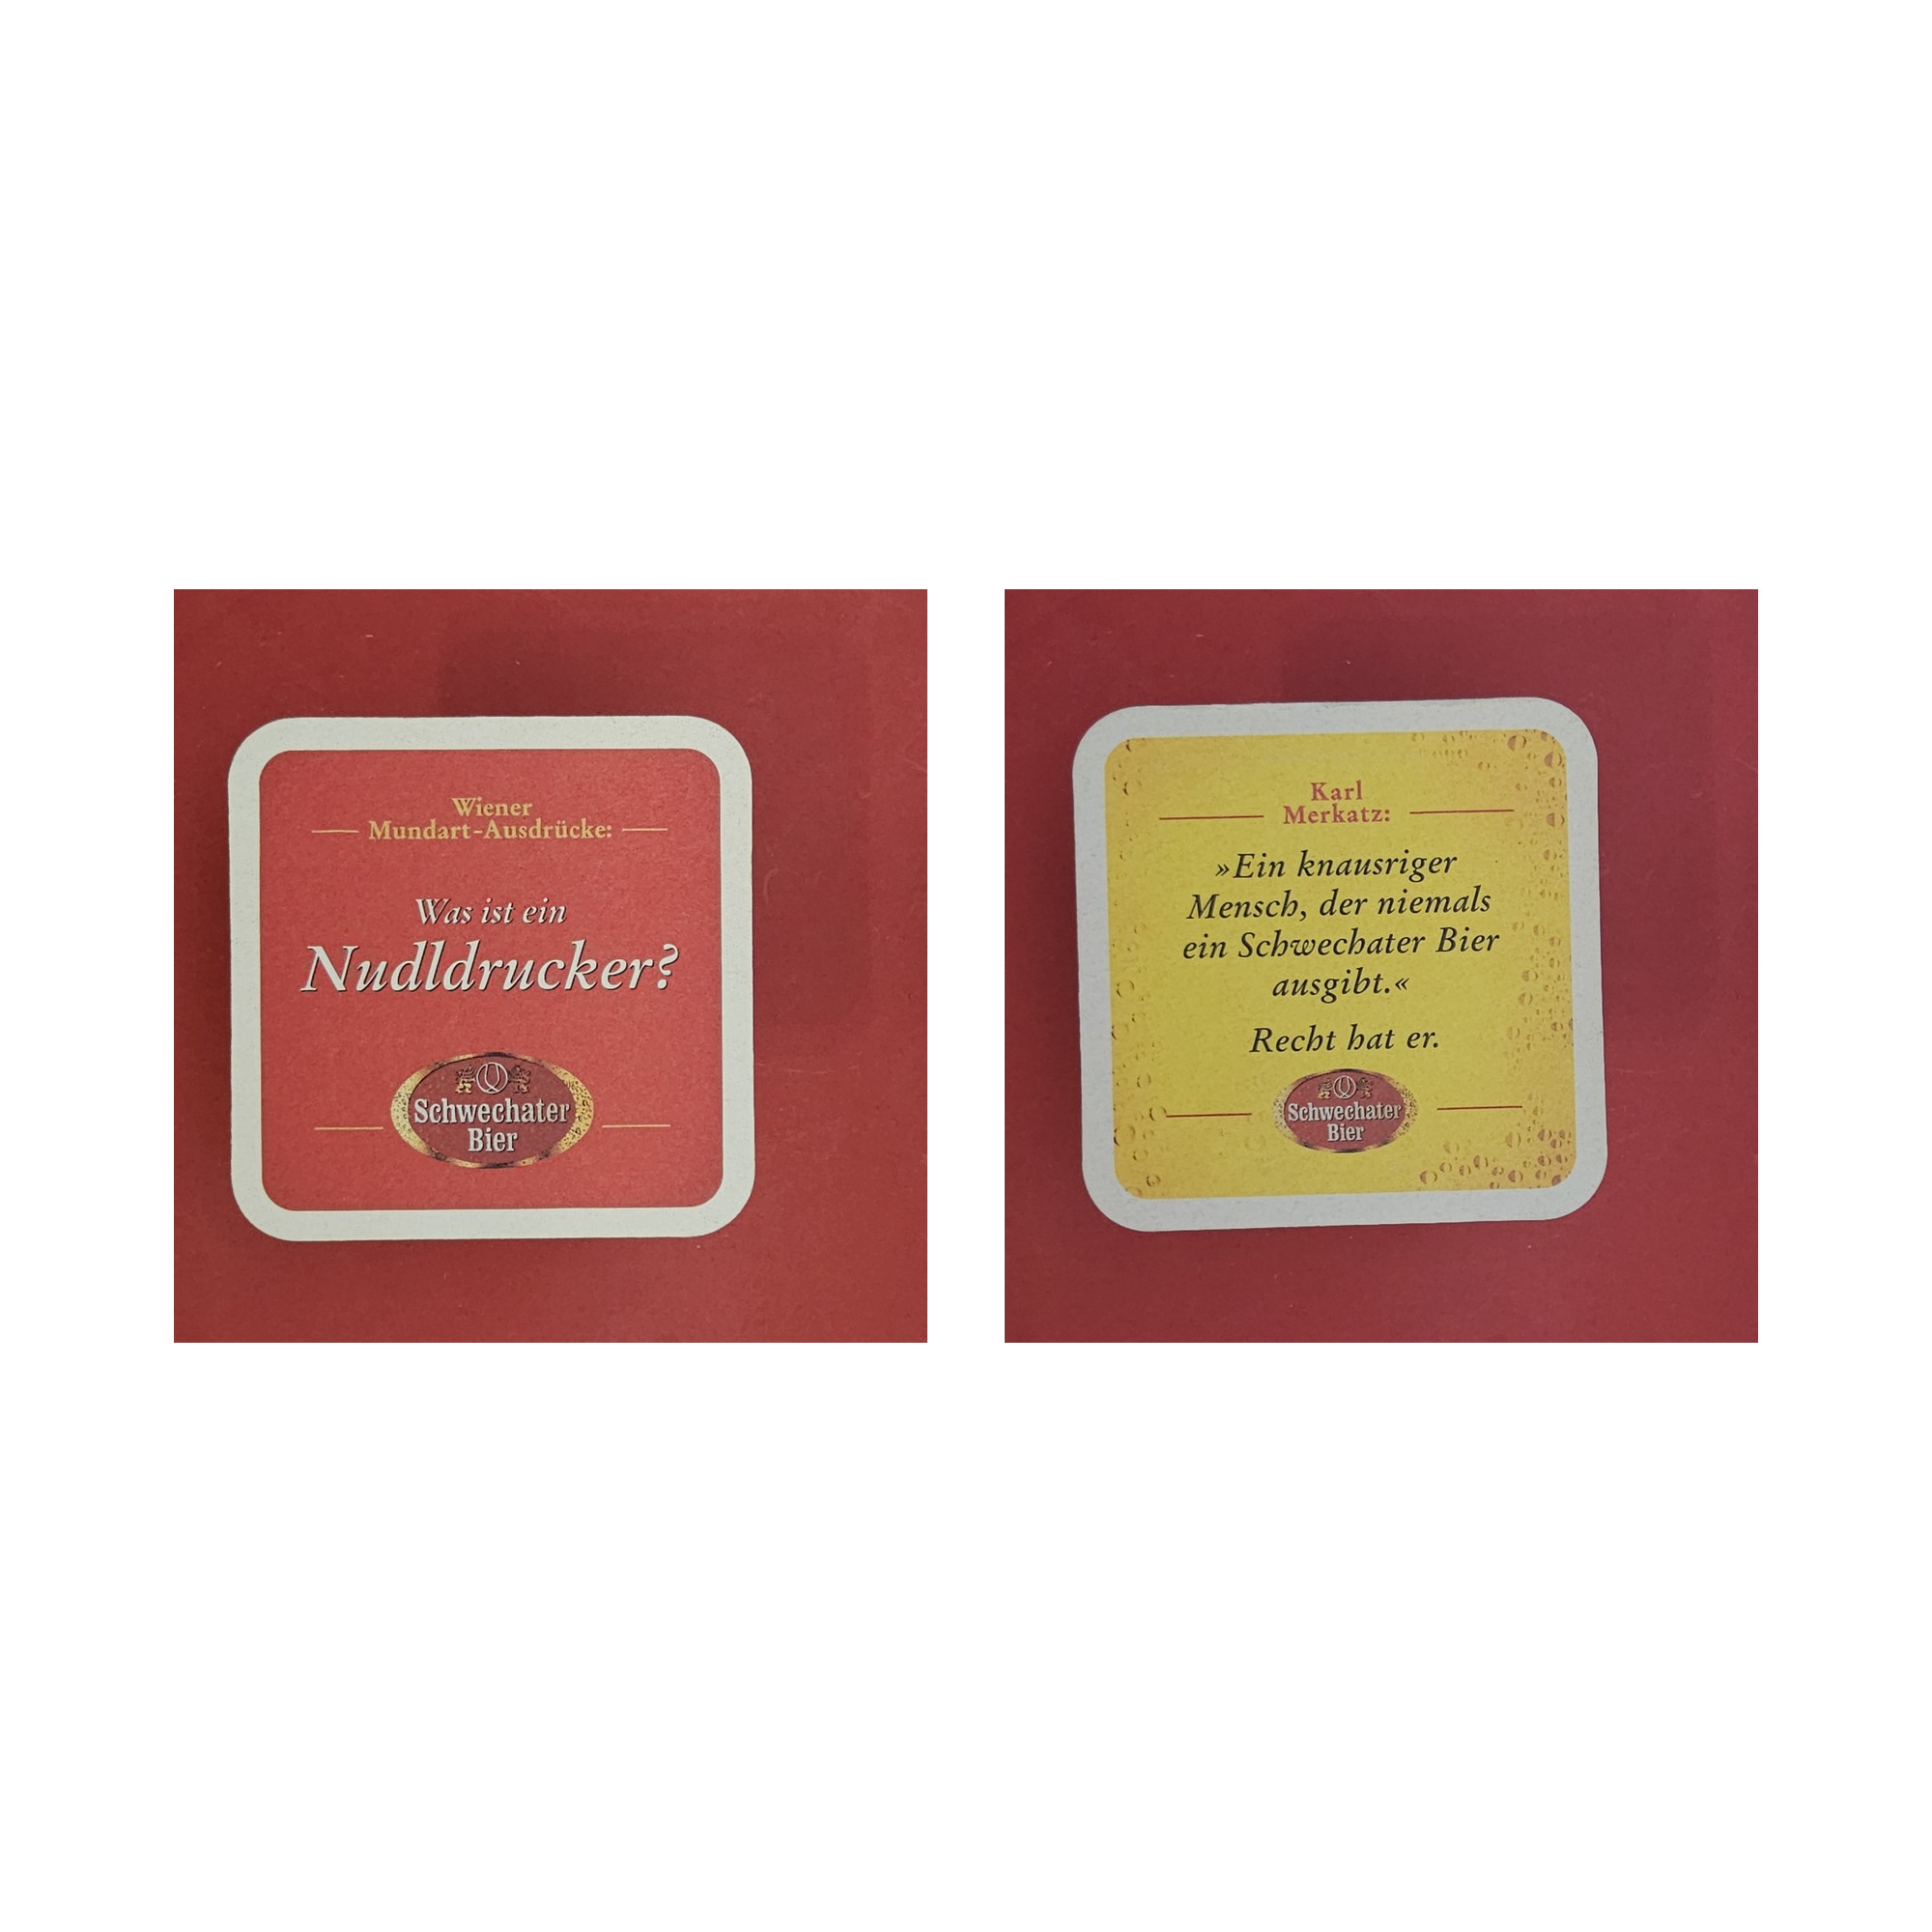 Wiener
Mundart-Ausdrücke:
Was ist ein
Nudldrucker?
Schwechater
Bier
Karl
Merkatz:
»Ein knausriger
Mensch, der niemals
ein Schwechater Bier
ausgibt.«
Recht hat er.
Schwechater
Bier